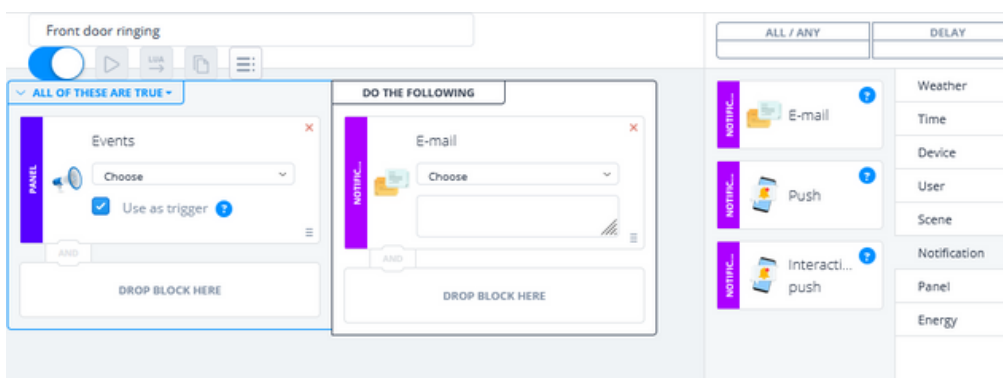 Front door ringing
LUA
ALL OF THESE ARE TRUE
DO THE FOLLOWING
PANEL
Events
Choose
Use as trigger ?
AND
DROP BLOCK HERE
NOTIFIC...
E-mail
Choose
AND
DROP BLOCK HERE
ALL / ANY
DELAY
NOTIFIC...
E-mail
?
NOTIFIC...
Push
?
NOTIFIC...
Interacti...
push
?
Weather
Time
Device
User
Scene
Notification
Panel
Energy